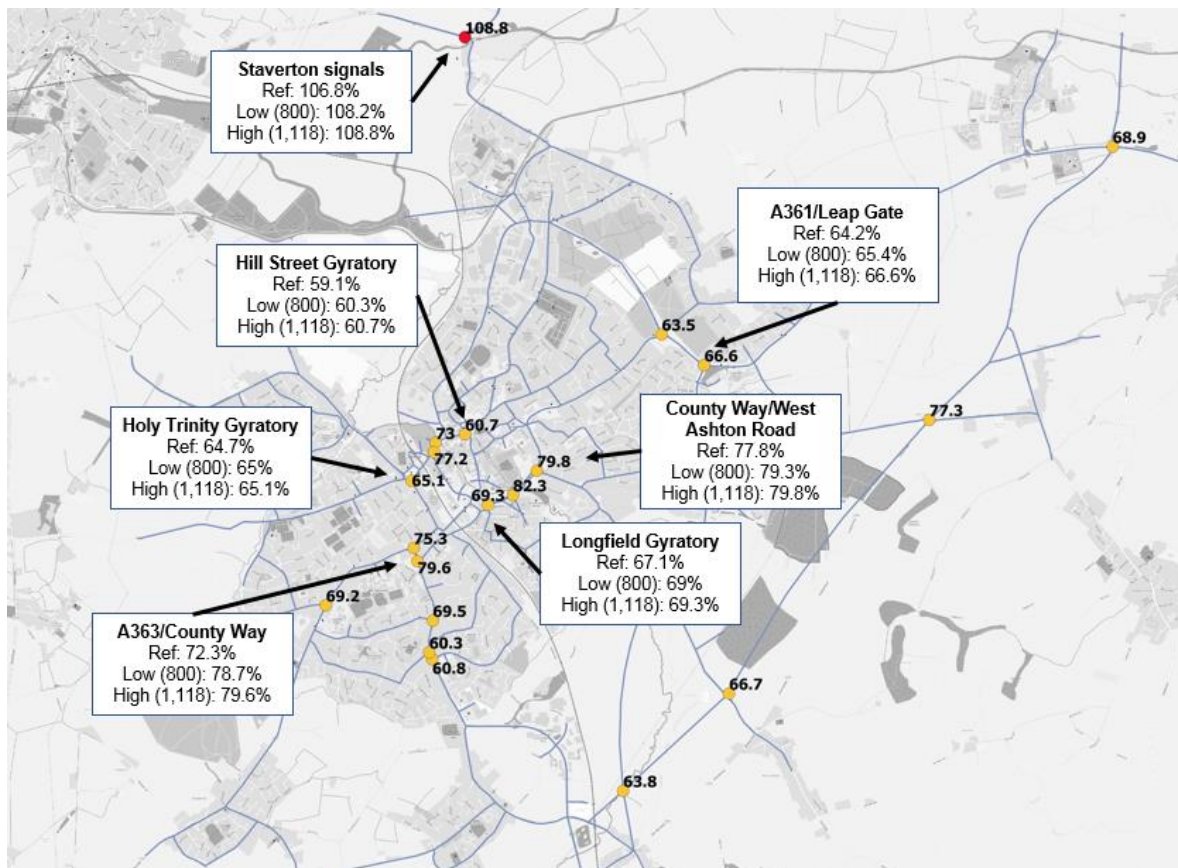 108.8
Staverton signals
Ref: 106.8%
Low (800): 108.2%
High (1,118): 108.8%
68.9
A361/Leap Gate
Ref: 64.2%
Low (800): 65.4%
High (1,118): 66.6%
Hill Street Gyratory
Ref: 59.1%
Low (800): 60.3%
High (1,118): 60.7%
63.5
66.6
Holy Trinity Gyratory
Ref: 64.7%
Low (800): 65%
High (1,118): 65.1%
60.7
73
77.2
65.1
County Way/West
Ashton Road
Ref: 77.8%
Low (800): 79.3%
High (1,118): 79.8%
77.3
79.8
82.3
69.3
Longfield Gyratory
Ref: 67.1%
Low (800): 69%
High (1,118): 69.3%
75.3
79.6
69.2
69.5
60.3
60.8
A363/County Way
Ref: 72.3%
Low (800): 78.7%
High (1,118): 79.6%
66.7
63.8